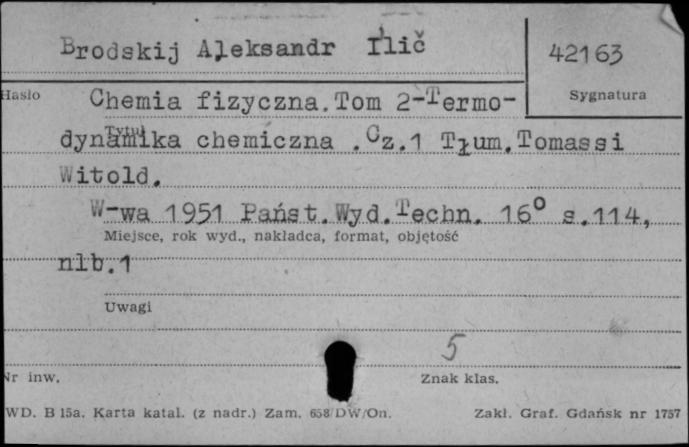 Brodskij Aleksandr Ilič
42163
Hasło
Sygnatura
Chemia fizyczna.Tom 2-Termo-
Tytuł
dynamika chemiczna .Cz.1 Tłum.Tomassi
Witold.
W-wa 1951 Państ.Wyd.Techn. 16° s.114,
Miejsce, rok wyd., nakładca, format, objętość
nlb.1
Uwagi
5
Nr inw.
Znak klas.
WD. B 15a. Karta katal. (z nadr.) Zam. 658/DW/On.
Zakł. Graf. Gdańsk nr 1757